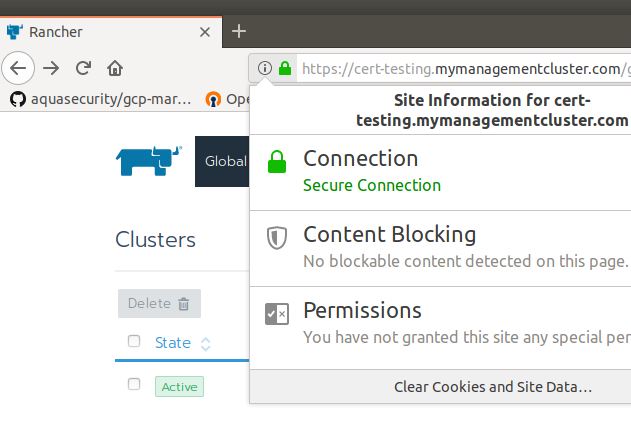 Rancher
https://cert-testing.mymanagementcluster.com/g
aquasecurity/gcp-mar…
Ope
Site Information for cert-
testing.mymanagementcluster.com
Global
Connection
Secure Connection
Clusters
Content Blocking
No blockable content detected on this page.
Delete
Permissions
You have not granted this site any special per
State
Active
Clear Cookies and Site Data…